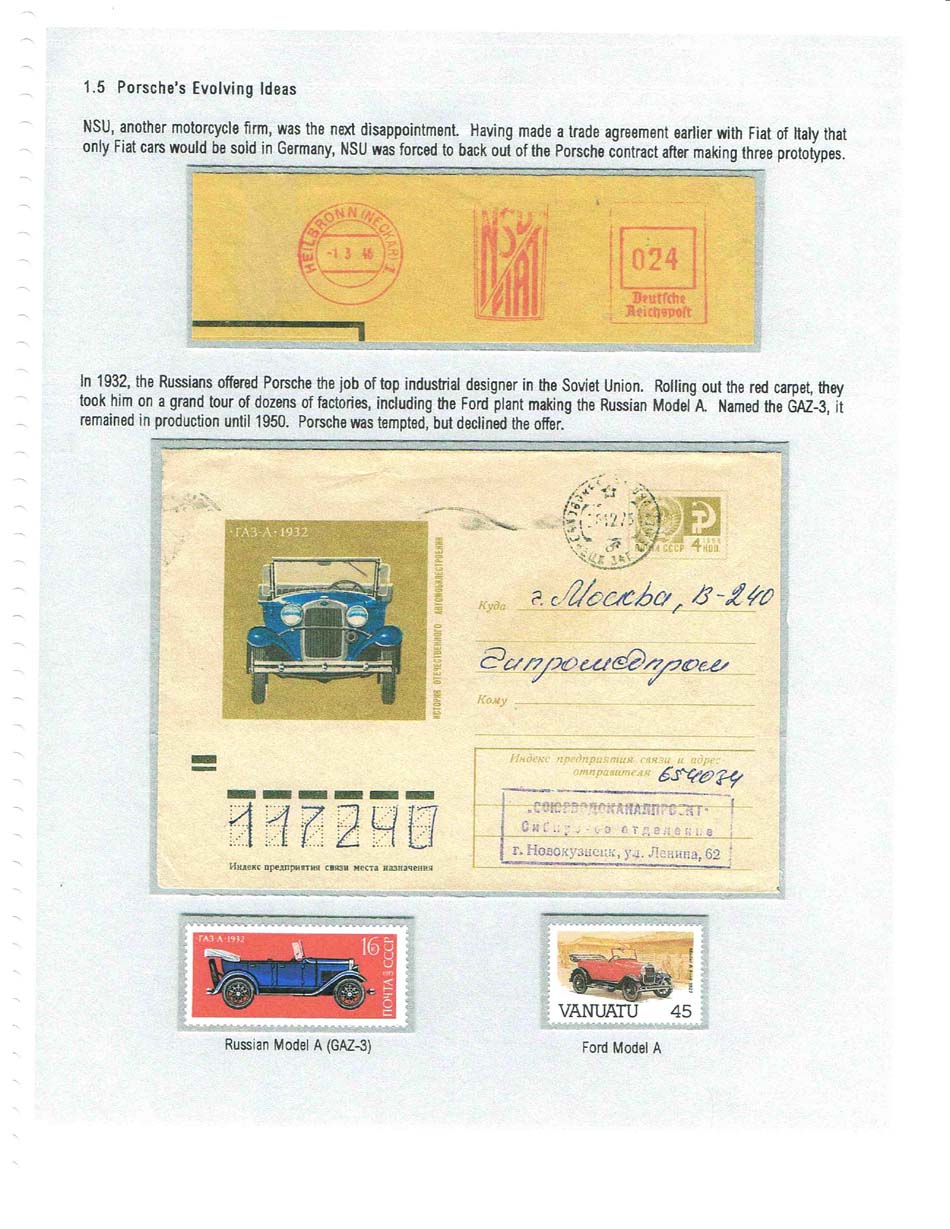 1.5 Porsche's Evolving Ideas
NSU, another motorcycle firm, was the next disappointment. Having made a trade agreement earlier with Fiat of Italy that
only Fiat cars would be sold in Germany, NSU was forced to back out of the Porsche contract after making three prototypes.
HEILBRONN (NECKAR) 1
-1.3.46
NSU
FIAT
024
Deutsche
Reichspost
In 1932, the Russians offered Porsche the job of top industrial designer in the Soviet Union. Rolling out the red carpet, they
took him on a grand tour of dozens of factories, including the Ford plant making the Russian Model A. Named the GAZ-3, it
remained in production until 1950. Porsche was tempted, but declined the offer.
·ГАЗ-А·1932
ИСТОРИЯ ОТЕЧЕСТВЕННОГО АВТОМОБИЛЕСТРОЕНИЯ
ПОЧТА СССР 4 КОП.
Куда г. Москва, В-240
Гипромедпром
Кому
Индекс предприятия связи и адрес
отправителя 654034
"СОЮЗВОДОКАНАЛПРОЕКТ"
отделение
г. Новокузнецк, ул. Ленина, 62
117240
Индекс предприятия связи места назначения
·ГАЗ-А·1932
16к
ПОЧТА СССР
VANUATU 45
Russian Model A (GAZ-3)
Ford Model A